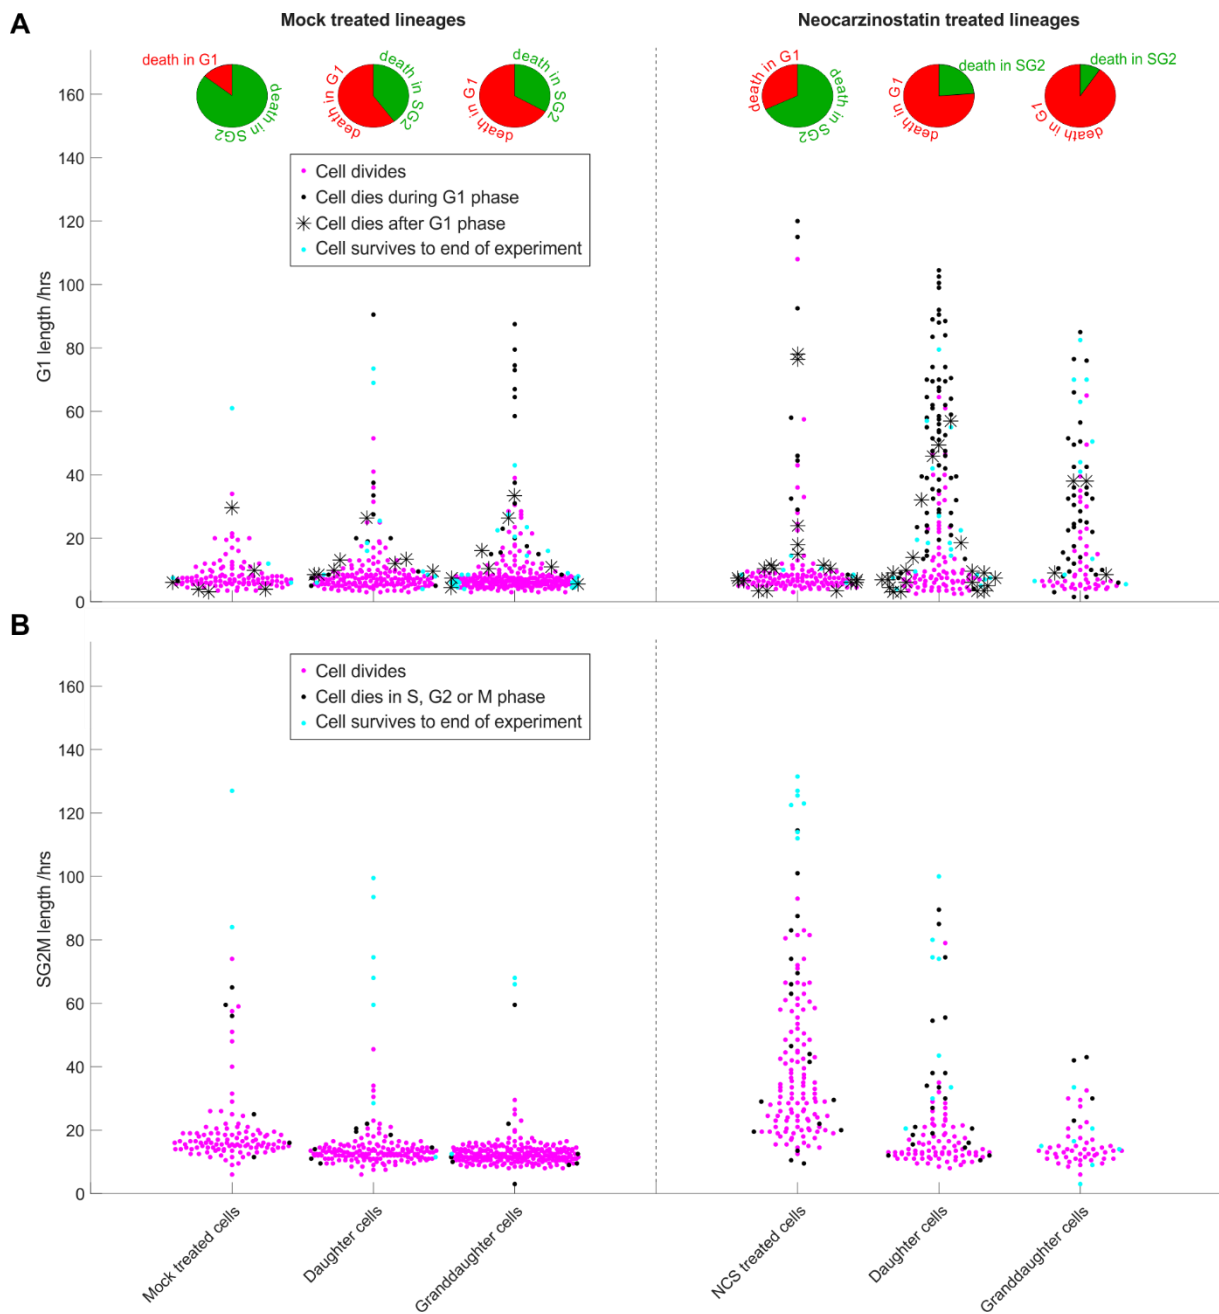 A
Mock treated lineages
Neocarzinostatin treated lineages
death in G1
death in SG2
death in G1
death in SG2
death in G1
death in SG2
death in G1
death in SG2
death in G1
death in SG2
death in G1
death in SG2
Cell divides
Cell dies during G1 phase
Cell dies after G1 phase
Cell survives to end of experiment
G1 length /hrs
160
140
120
100
80
60
40
20
0
B
Cell divides
Cell dies in S, G2 or M phase
Cell survives to end of experiment
SG2M length /hrs
160
140
120
100
80
60
40
20
0
Mock treated cells
Daughter cells
Granddaughter cells
NCS treated cells
Daughter cells
Granddaughter cells